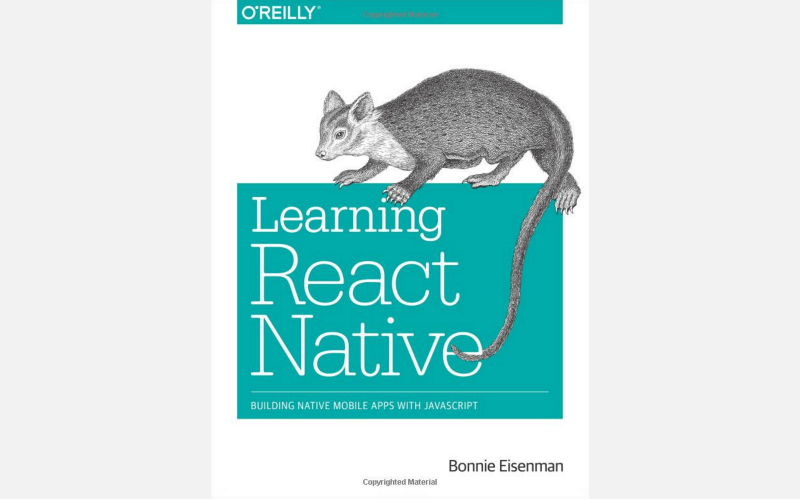 O'REILLY®
Copyrighted Material
Learning
React
Native
BUILDING NATIVE MOBILE APPS WITH JAVASCRIPT
Bonnie Eisenman
Copyrighted Material